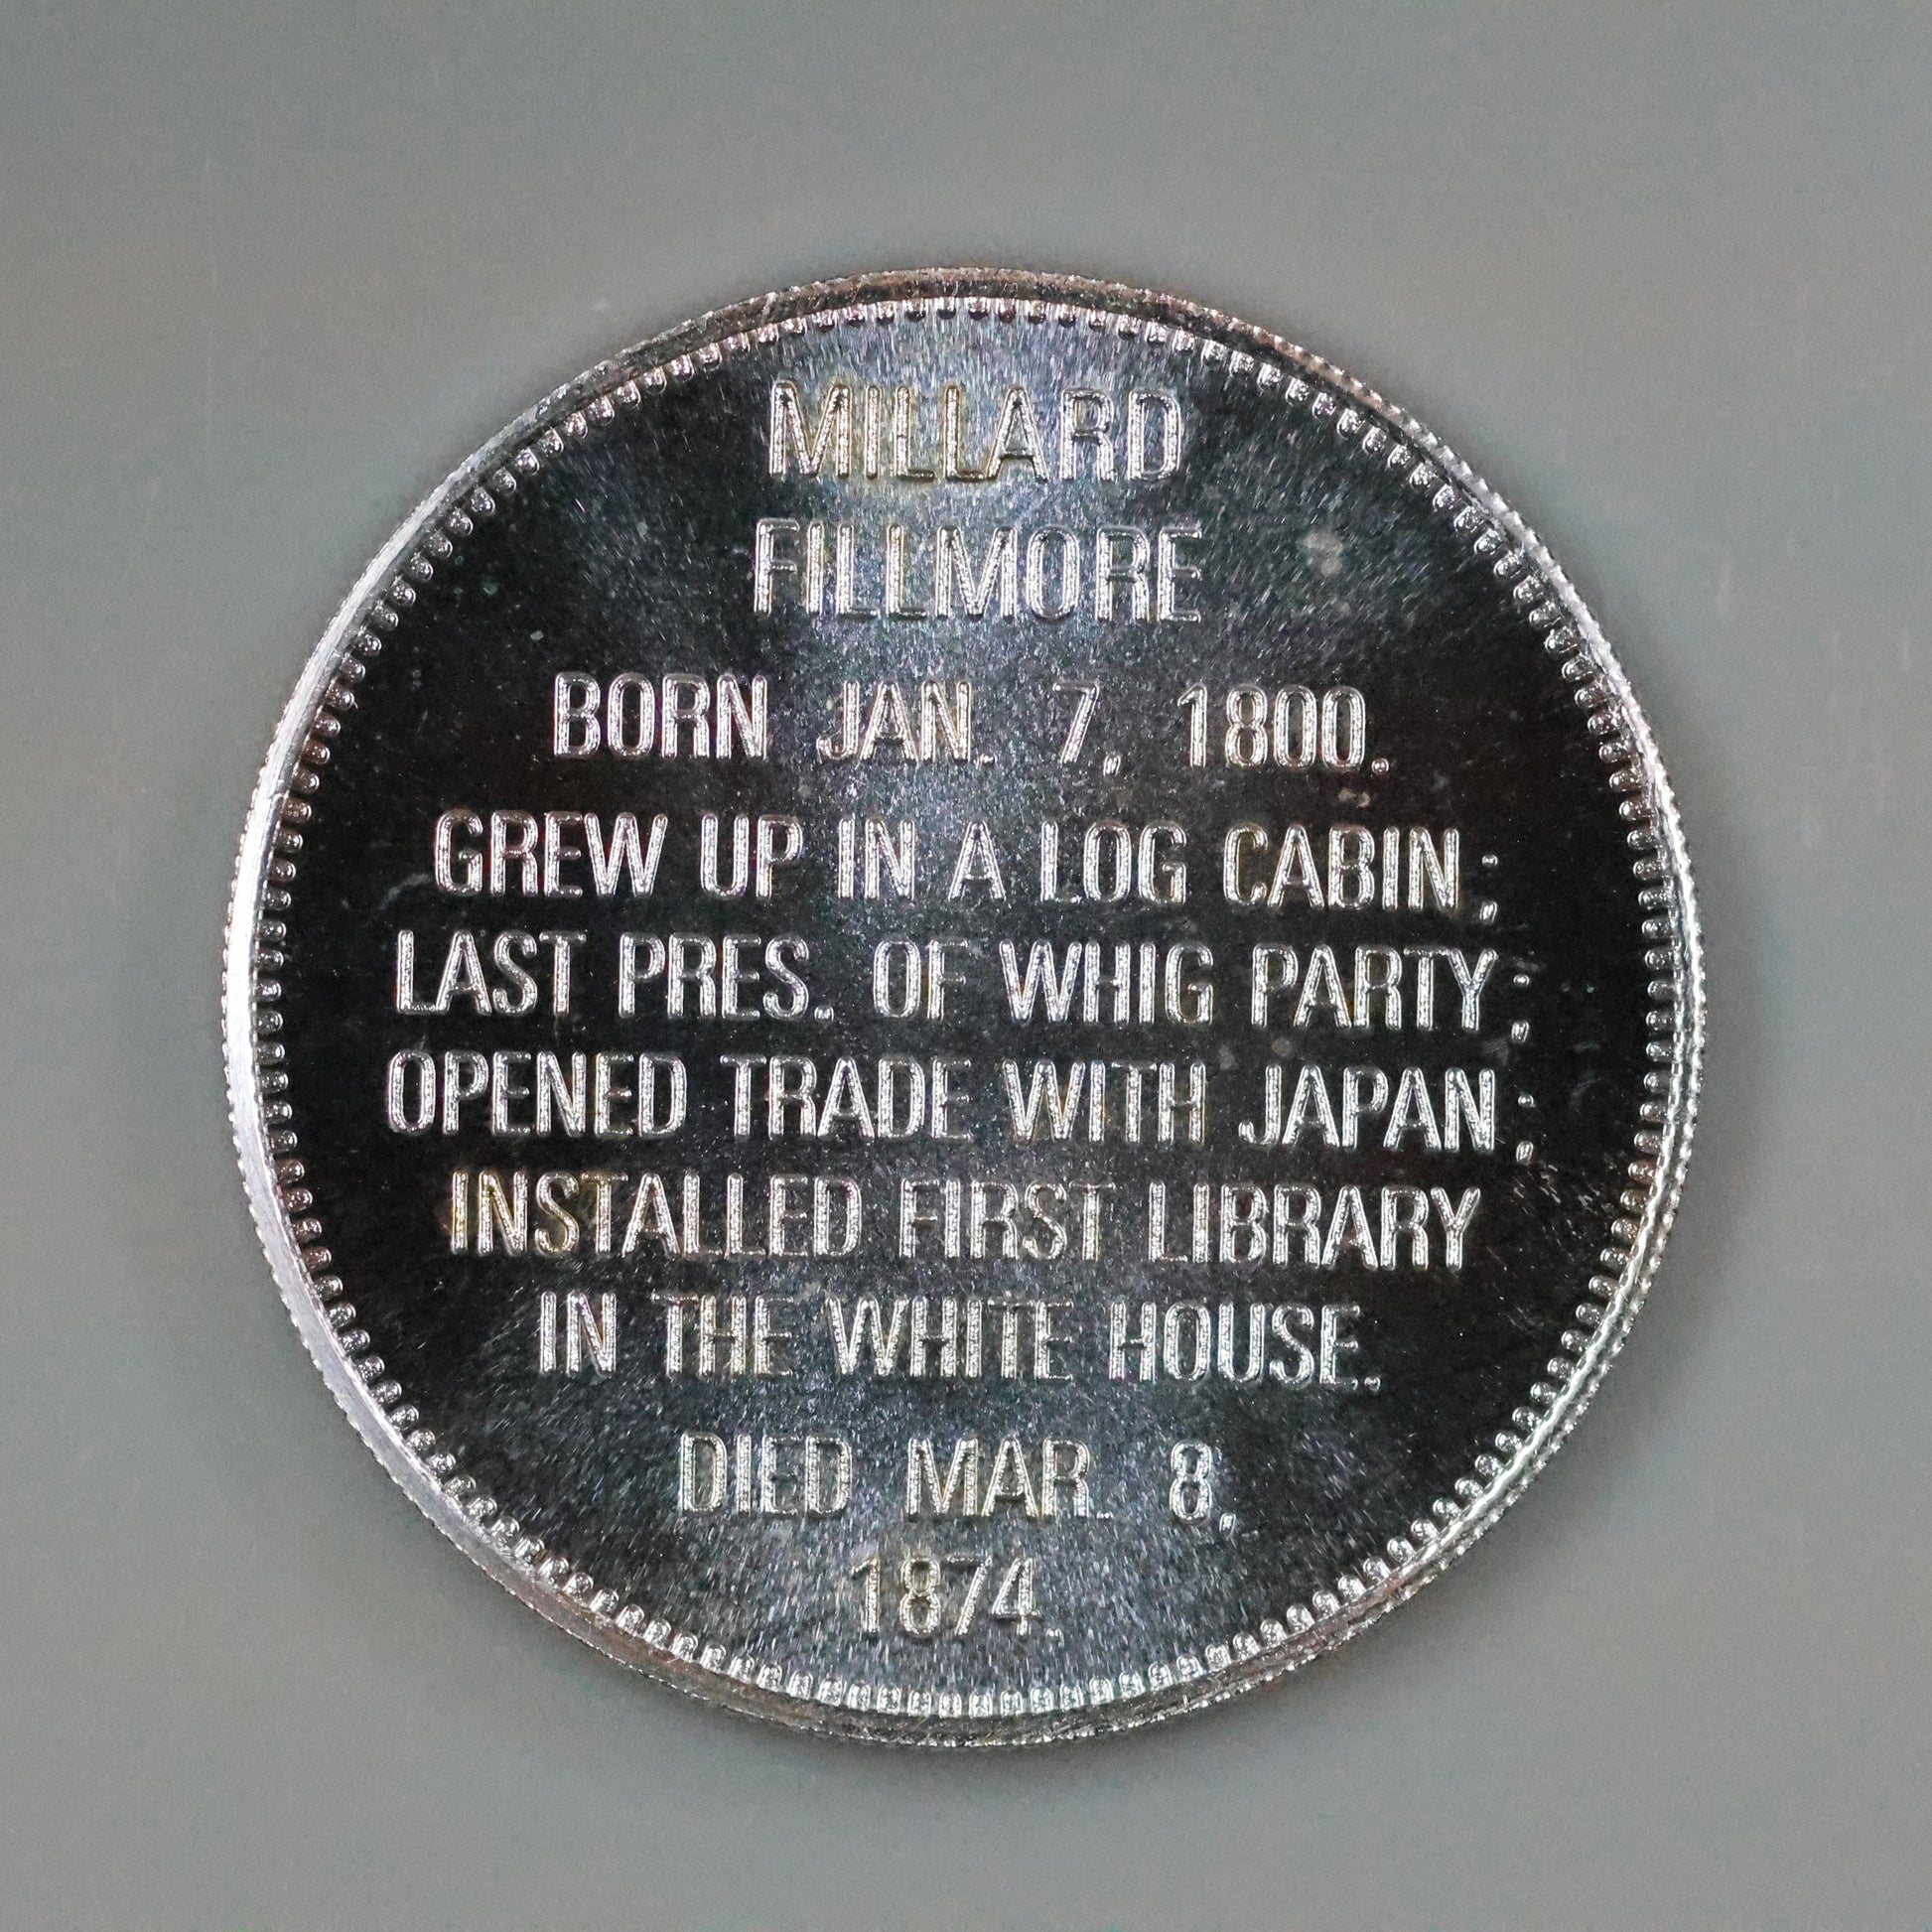 MILLARD
FILLMORE
BORN JAN. 7, 1800.
GREW UP IN A LOG CABIN;
LAST PRES. OF WHIG PARTY;
OPENED TRADE WITH JAPAN;
INSTALLED FIRST LIBRARY
IN THE WHITE HOUSE.
DIED MAR. 8,
1874.